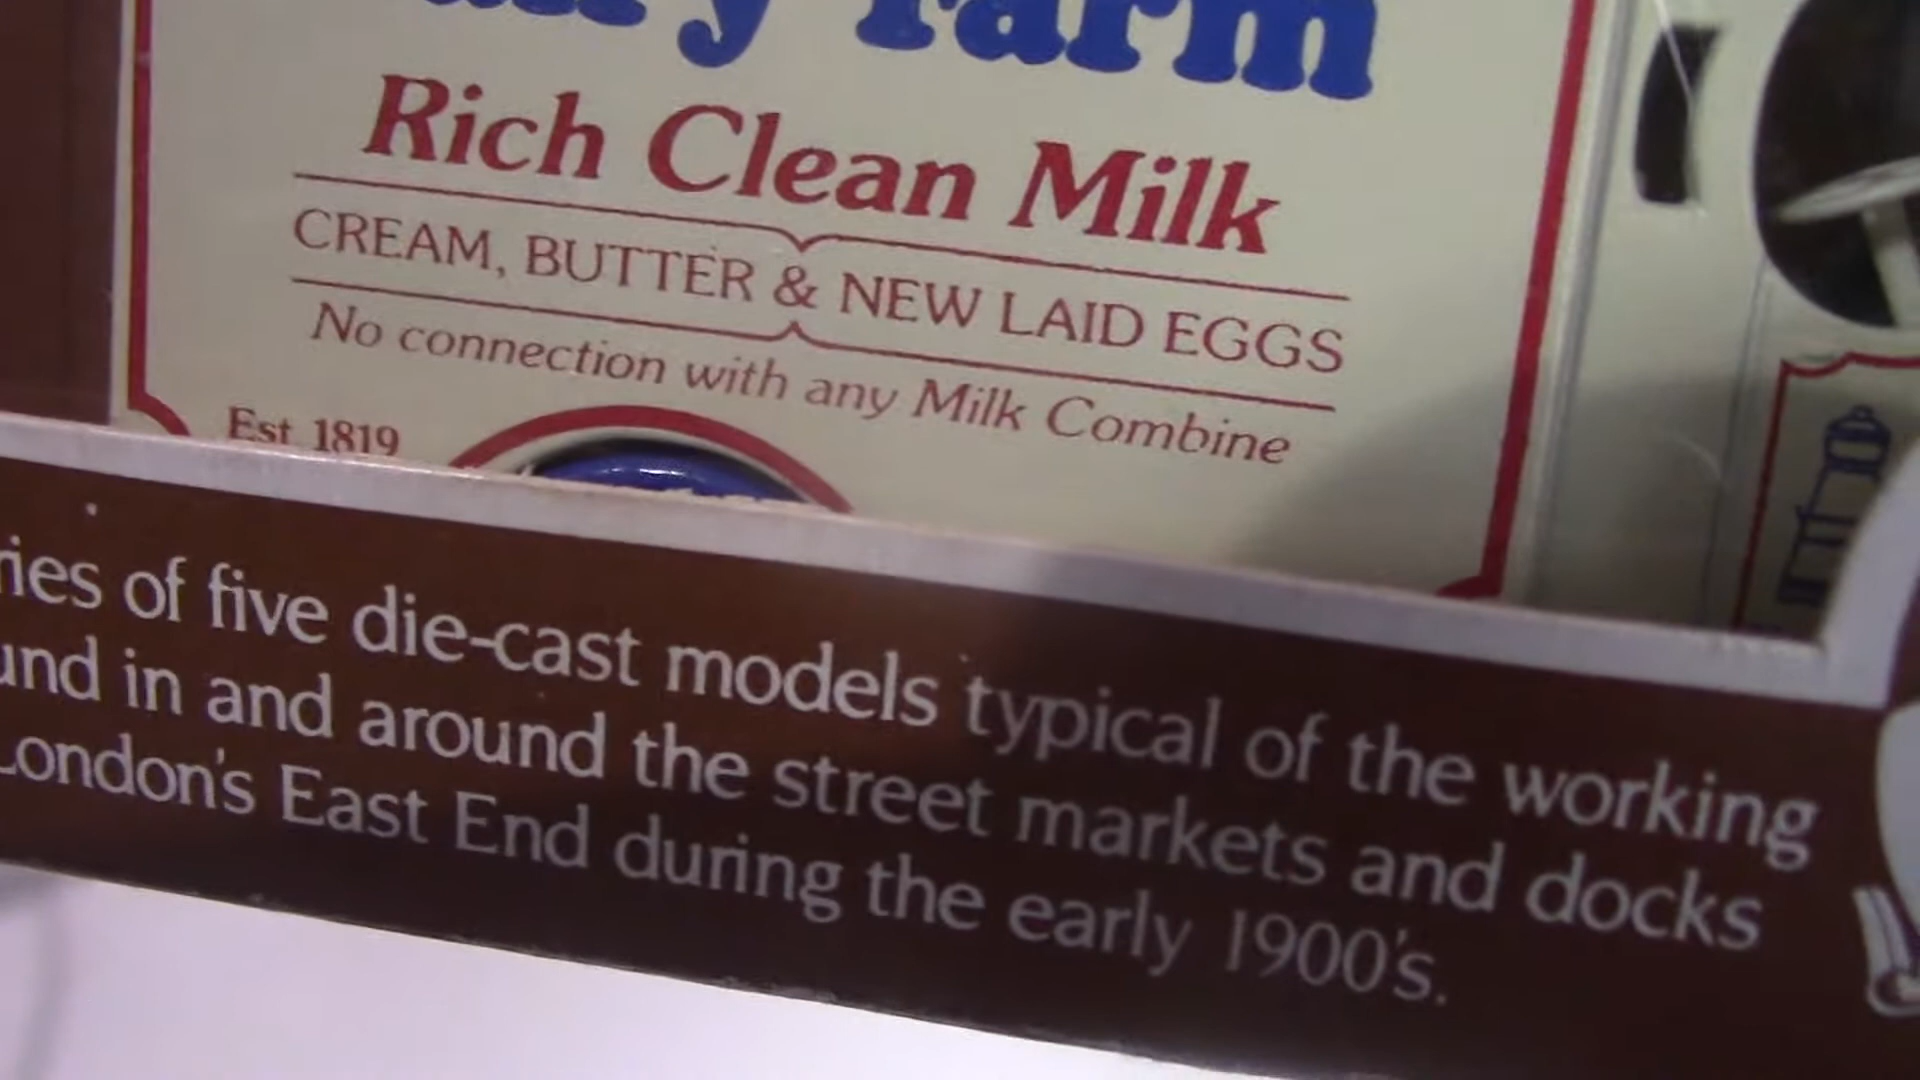 Farm
Rich Clean Milk
CREAM, BUTTER & NEW LAID EGGS
No connection with any Milk Combine
Est. 1819
of five die-cast models typical of the working
in and around the street markets and docks
London's East End during the early 1900's.